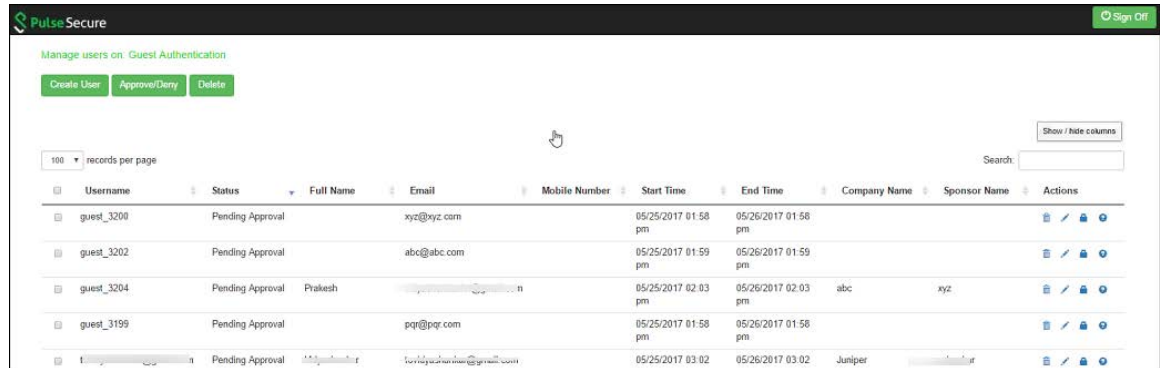 Pulse Secure
Sign Off
Manage users on: Guest Authentication
Create User Approve/Deny Delete
Show / hide columns
100 records per page Search:
Username Status Full Name Email Mobile Number Start Time End Time Company Name Sponsor Name Actions
guest_3200 Pending Approval xyz@xyz.com 05/25/2017 01:58 05/26/2017 01:58
pm pm
guest_3202 Pending Approval abc@abc.com 05/25/2017 01:59 05/26/2017 01:59
pm pm
guest_3204 Pending Approval Prakesh 05/25/2017 02:03 05/26/2017 02:03 abc xyz
pm pm
guest_3199 Pending Approval pqr@pqr.com 05/25/2017 01:58 05/26/2017 01:58
pm pm
Pending Approval 05/25/2017 03:02 05/26/2017 03:02 Juniper